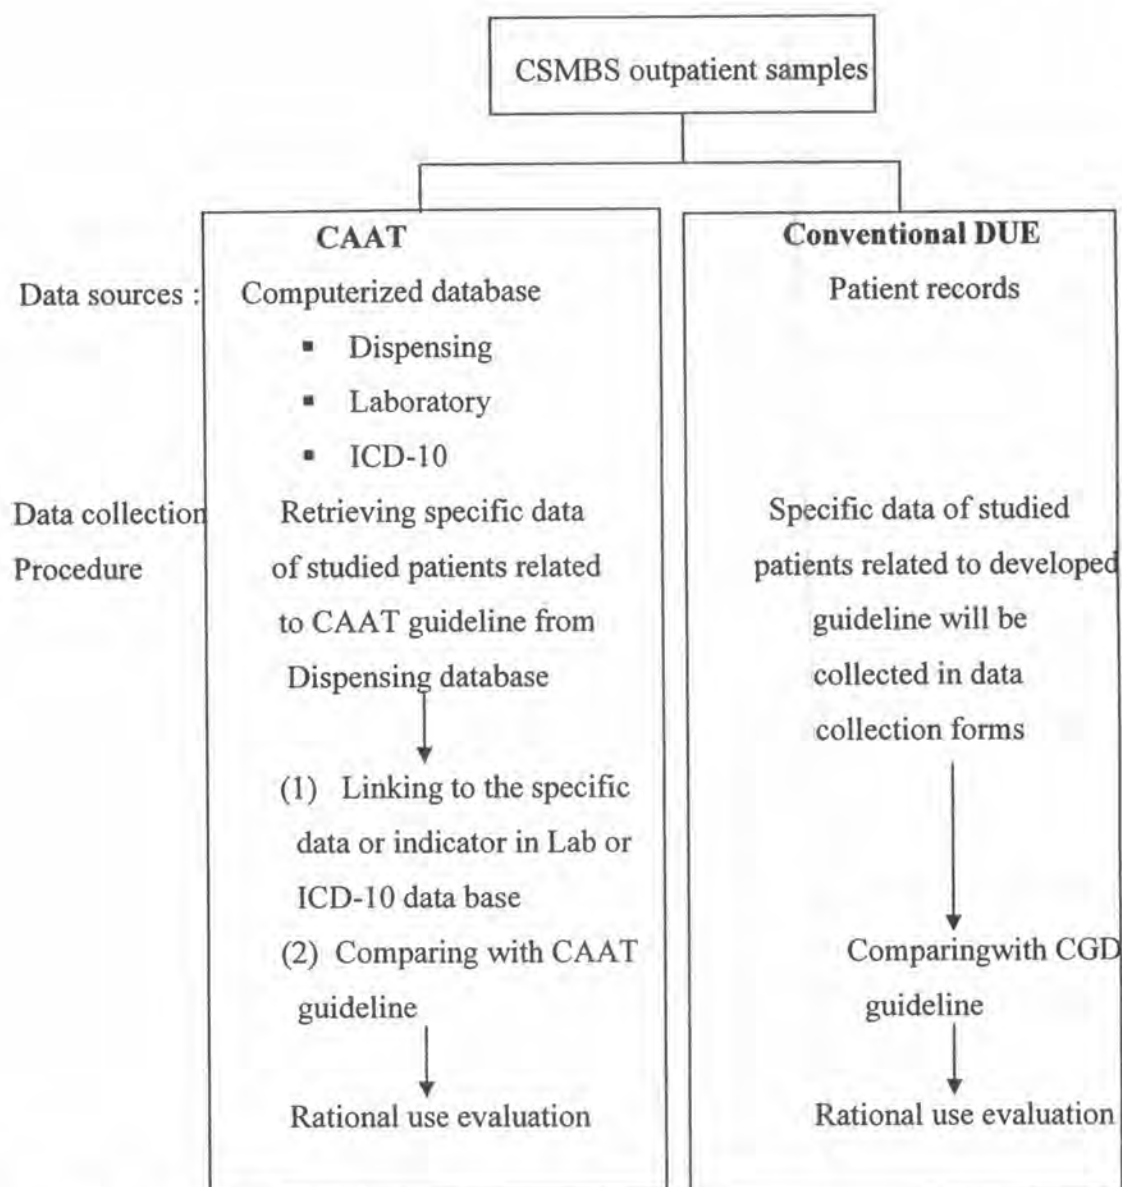 CSMBS outpatient samples
CAAT
Conventional DUE
Data sources :
Computerized database
Patient records
▪ Dispensing
▪ Laboratory
▪ ICD-10
Data collection
Procedure
Retrieving specific data
of studied patients related
to CAAT guideline from
Dispensing database
Specific data of studied
patients related to developed
guideline will be
collected in data
collection forms
(1) Linking to the specific
data or indicator in Lab or
ICD-10 data base
(2) Comparing with CAAT
guideline
Comparingwith CGD
guideline
Rational use evaluation
Rational use evaluation